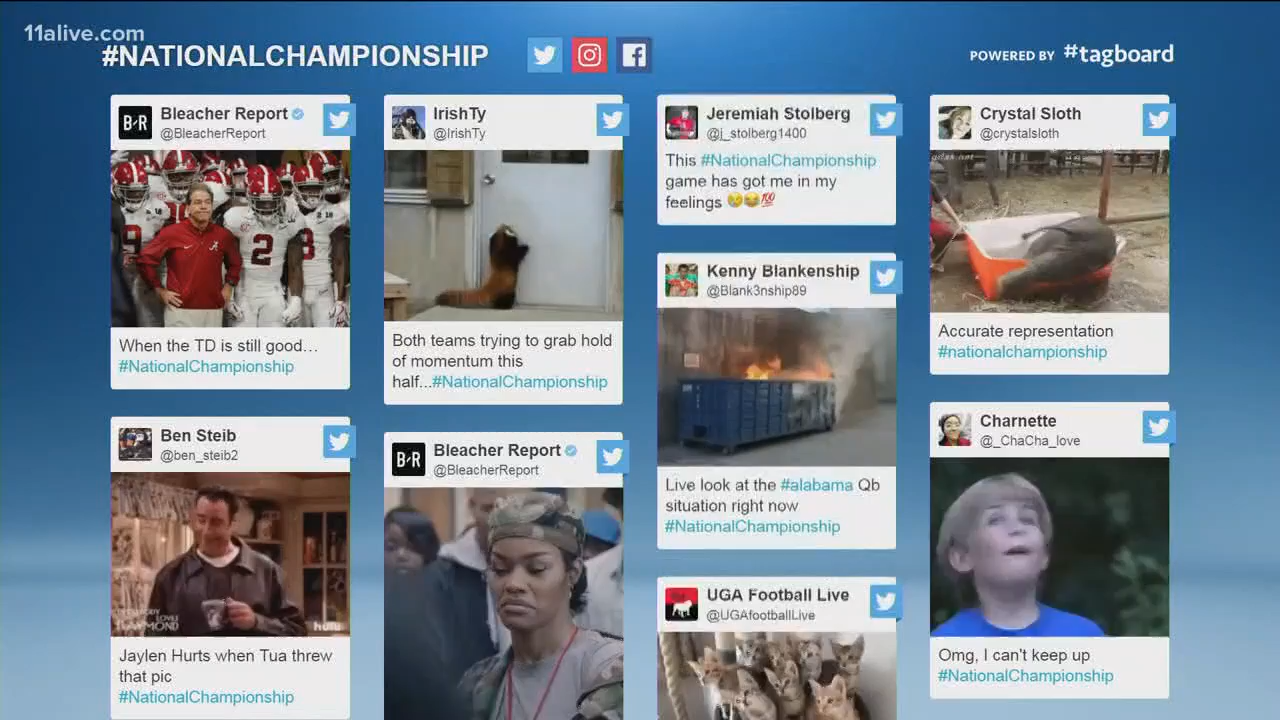 11alive.com
#NATIONALCHAMPIONSHIP
POWERED BY #tagboard
B/R
Bleacher Report
@BleacherReport
When the TD is still good…
#NationalChampionship
Ben Steib
@ben_steib2
hulu
Jaylen Hurts when Tua threw
that pic
#NationalChampionship
IrishTy
@IrishTy
Both teams trying to grab hold
of momentum this
half...#NationalChampionship
B/R
Bleacher Report
@BleacherReport
Jeremiah Stolberg
@j_stolberg1400
This #NationalChampionship
game has got me in my
feelings 😢😂💯
Kenny Blankenship
@Blank3nship89
Live look at the #alabama Qb
situation right now
#NationalChampionship
UGA Football Live
@UGAfootballLive
Crystal Sloth
@crystalsloth
Accurate representation
#nationalchampionship
Charnette
@_ChaCha_love
Omg, I can't keep up
#NationalChampionship